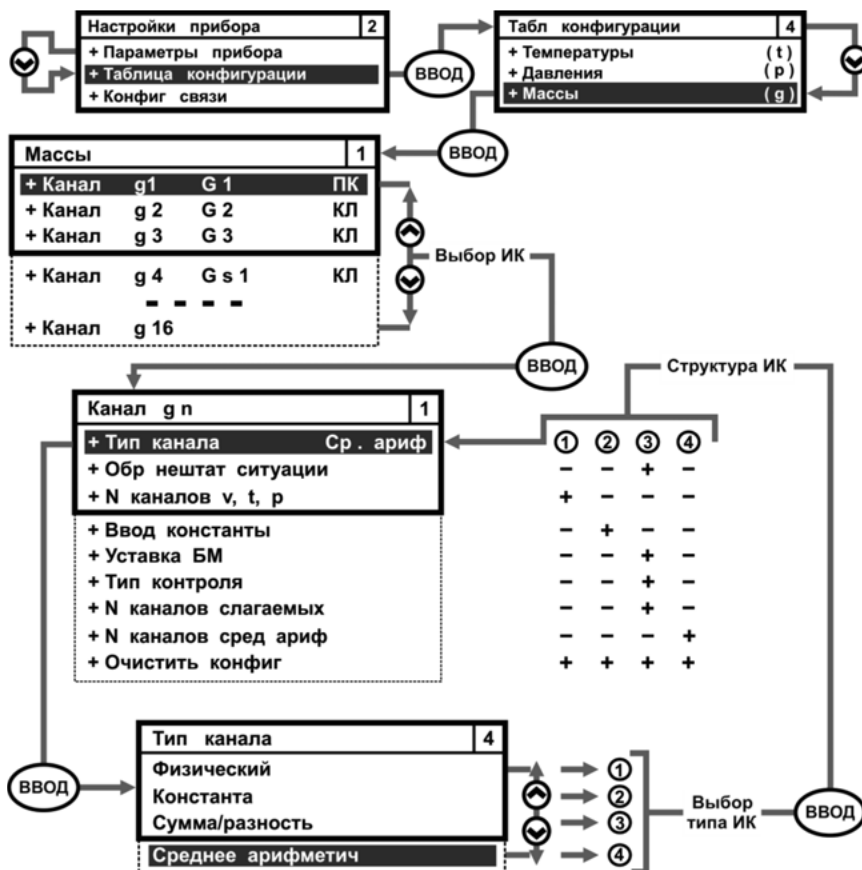 Настройки прибора 2
+ Параметры прибора
+ Таблица конфигурации
+ Конфиг связи
ВВОД
Табл конфигурации 4
+ Температуры (t)
+ Давления (p)
+ Массы (g)
ВВОД
Массы 1
+ Канал g1 G 1 ПК
+ Канал g 2 G 2 КЛ
+ Канал g 3 G 3 КЛ
+ Канал g 4 G s 1 КЛ
- - - -
+ Канал g 16
Выбор ИК
ВВОД
Структура ИК
Канал g n 1
+ Тип канала Ср . ариф 1 2 3 4
+ Обр нештат ситуации − − + −
+ N каналов v, t, p + − − −
+ Ввод константы − + − −
+ Уставка БМ − − + −
+ Тип контроля − − + −
+ N каналов слагаемых − − + −
+ N каналов сред ариф − − − +
+ Очистить конфиг + + + +
ВВОД
Тип канала 4
Физический 1
Константа 2
Сумма/разность 3
Среднее арифметич 4
Выбор
типа ИК
ВВОД